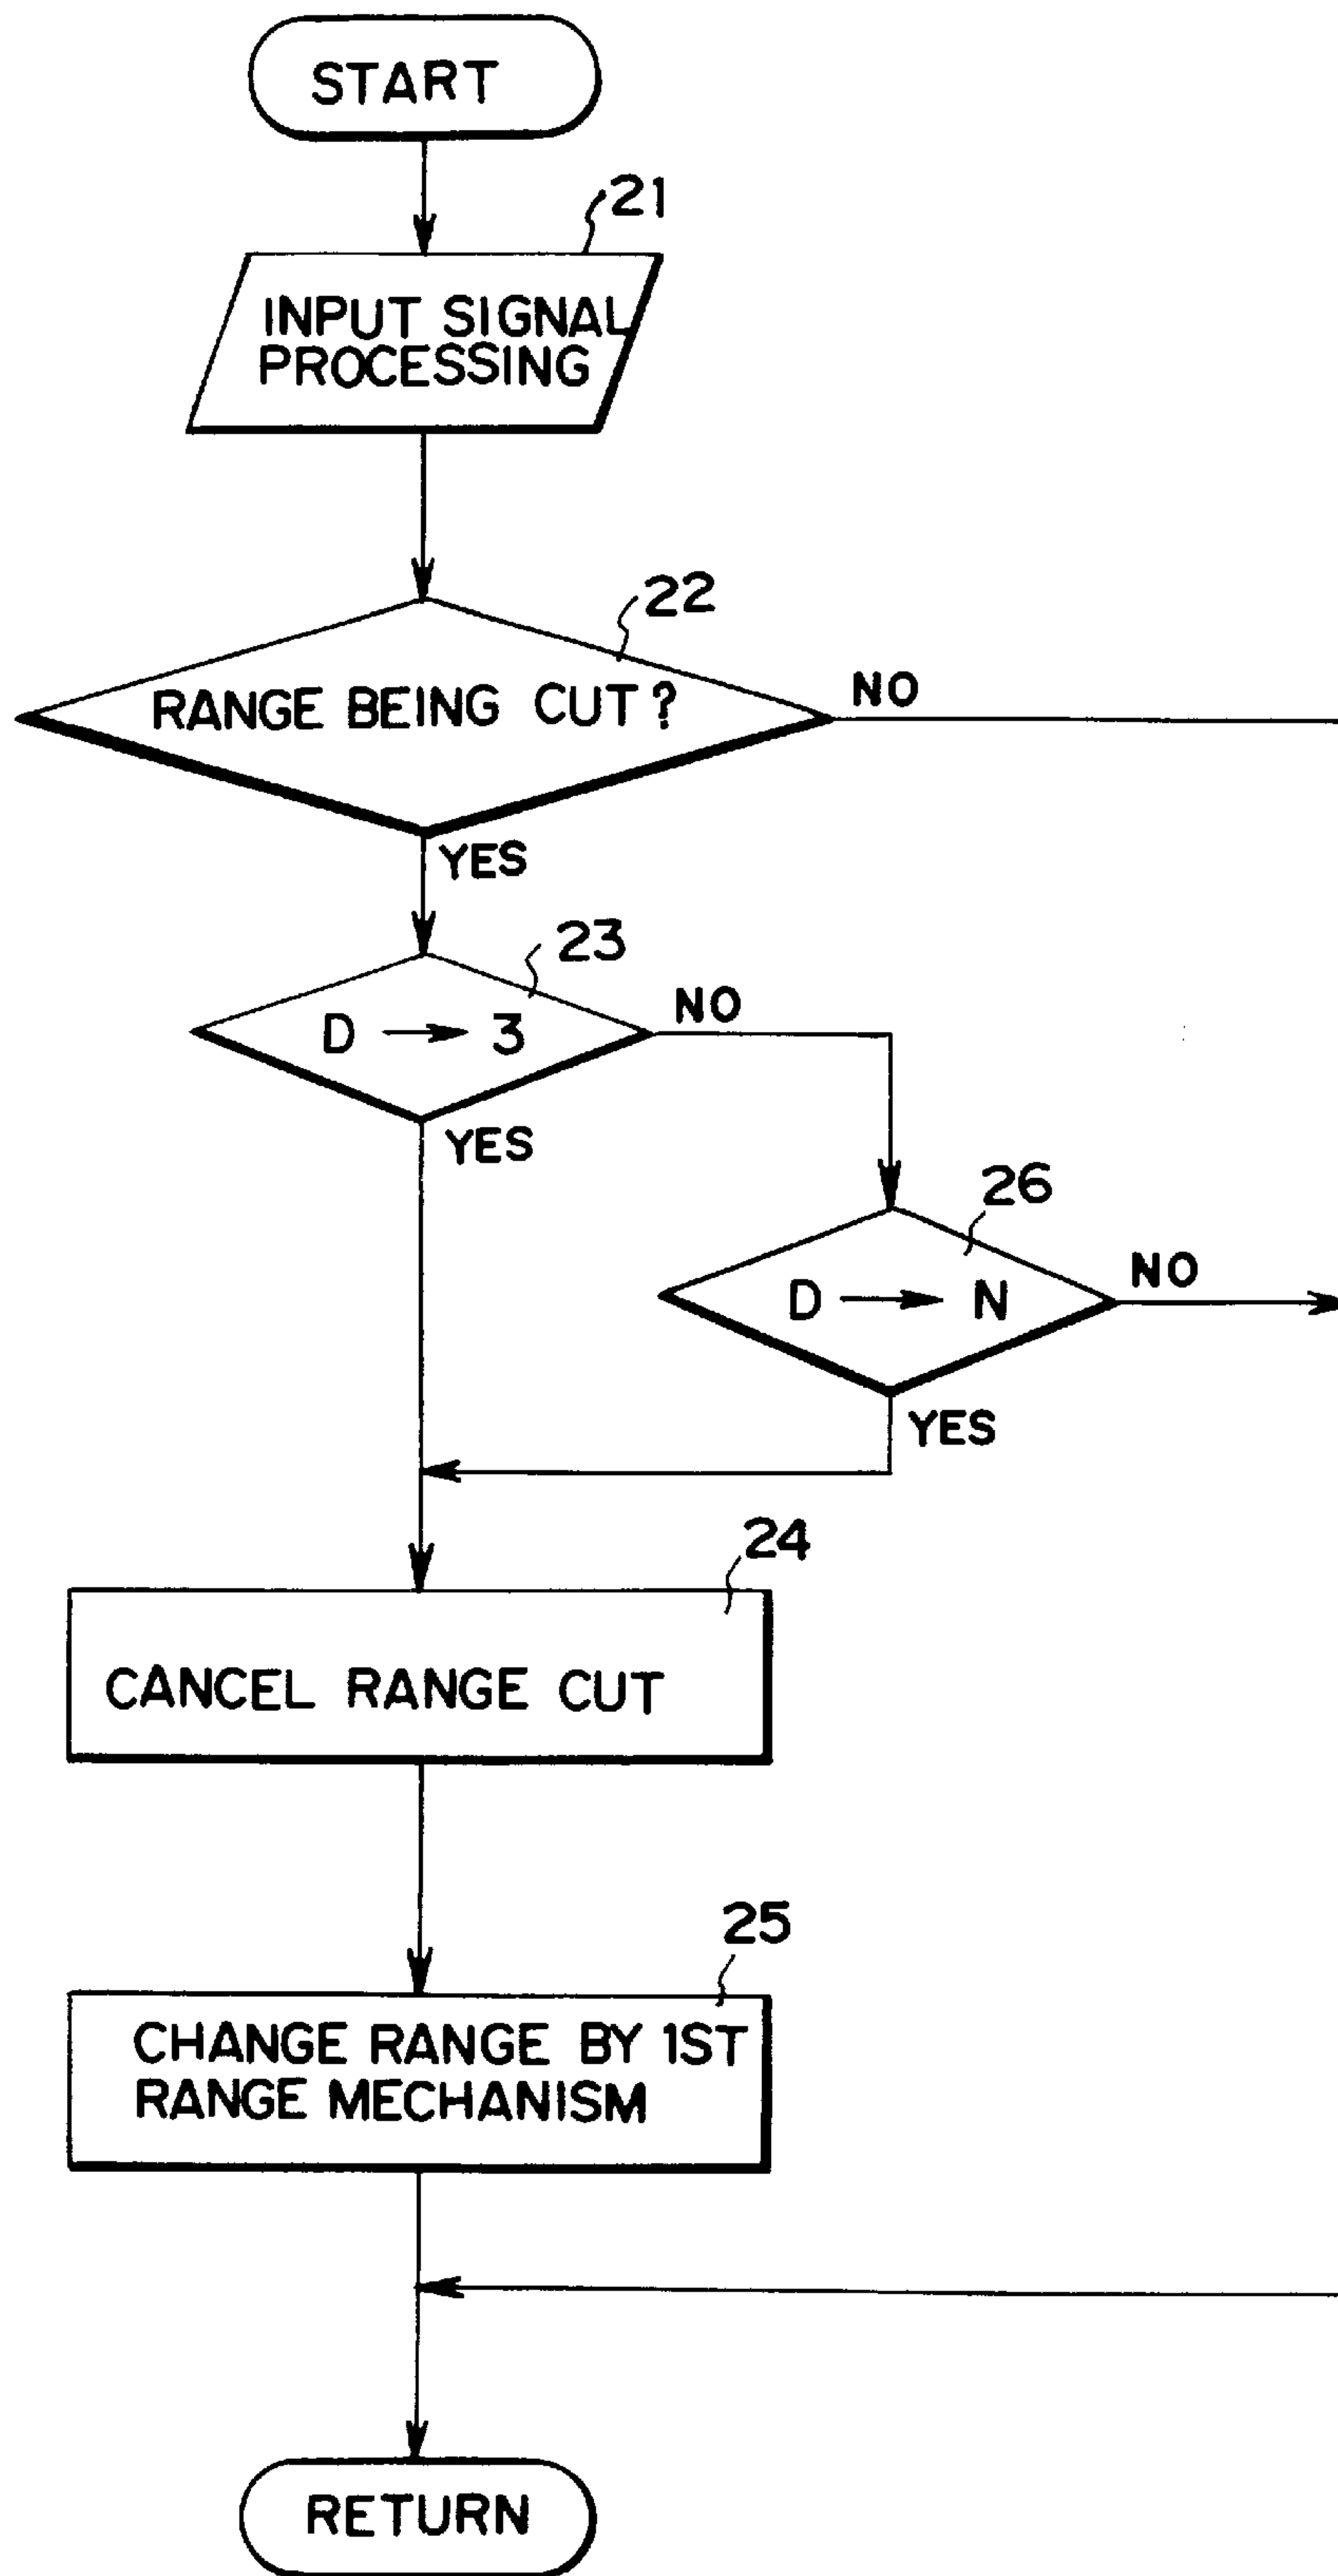 START
21
INPUT SIGNAL
PROCESSING
22
RANGE BEING CUT?
NO
YES
23
D → 3
NO
YES
26
D → N
NO
YES
24
CANCEL RANGE CUT
25
CHANGE RANGE BY 1ST
RANGE MECHANISM
RETURN